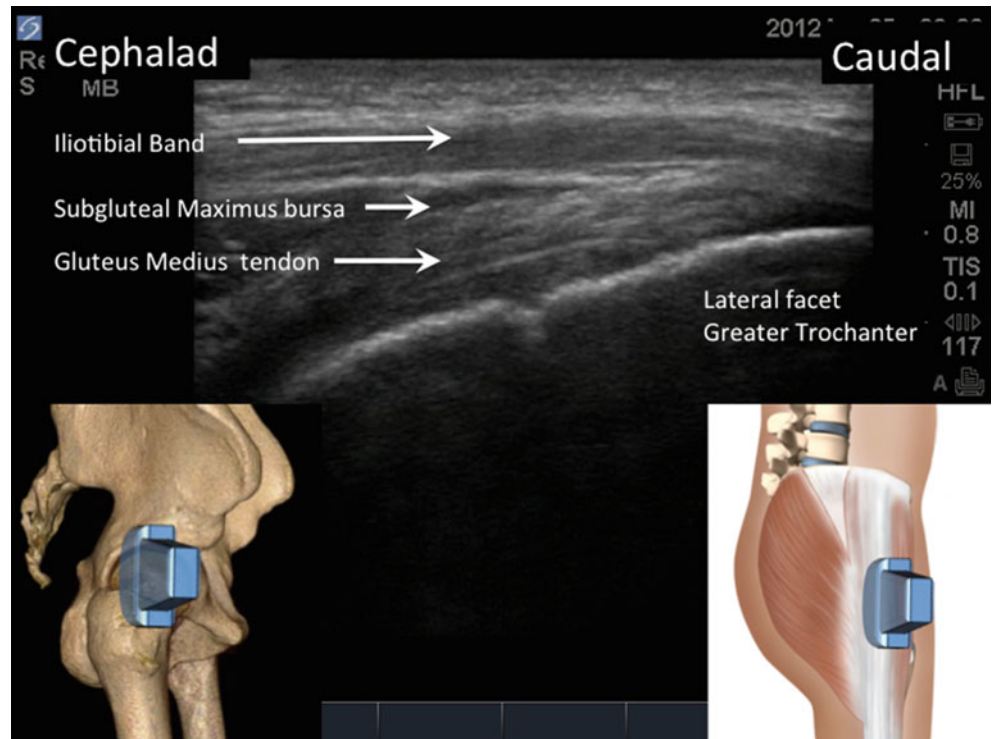 2012
Cephalad
Caudal
Re
S
MB
HFL
Iliotibial Band
25%
Subgluteal Maximus bursa
MI
0.8
Gluteus Medius tendon
TIS
0.1
Lateral facet
Greater Trochanter
117
A